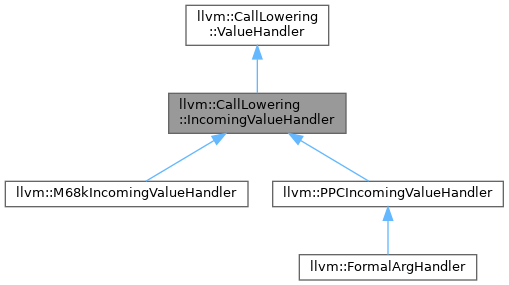 llvm::CallLowering
::ValueHandler
llvm::CallLowering
::IncomingValueHandler
llvm::M68kIncomingValueHandler
llvm::PPCIncomingValueHandler
llvm::FormalArgHandler